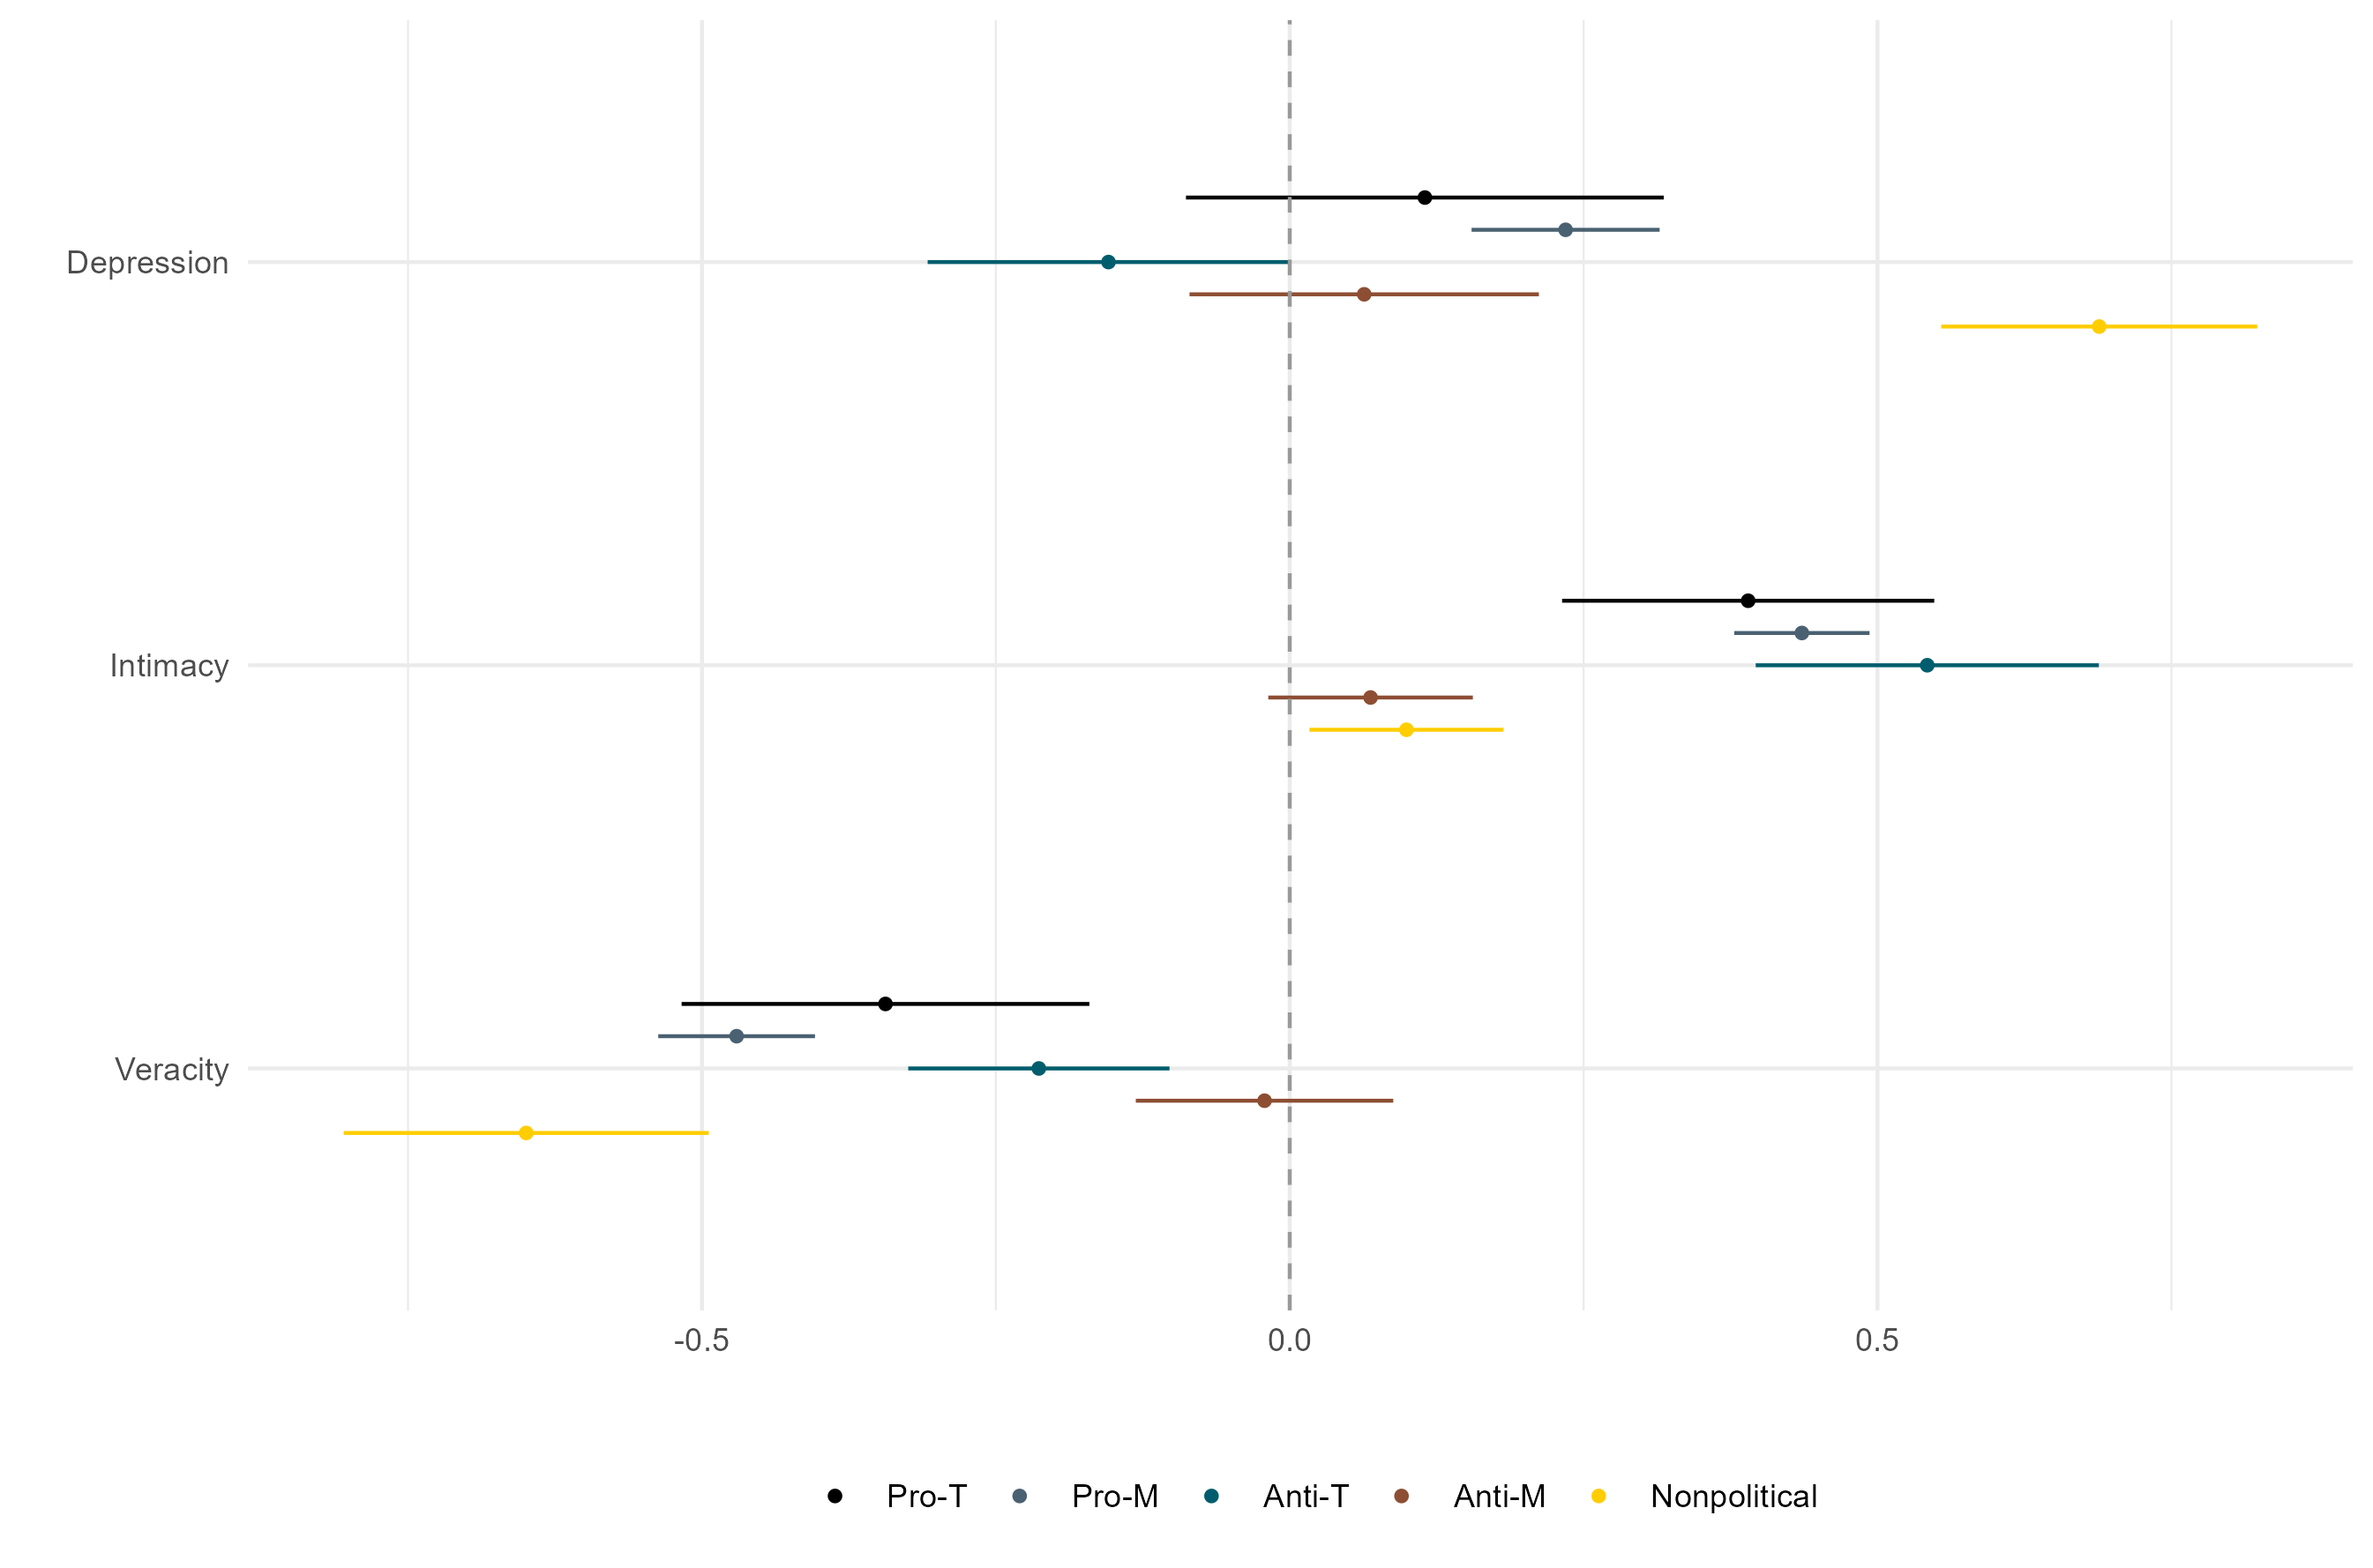 Depression
Intimacy
Veracity
-0.5 0.0 0.5
Pro-T Pro-M Anti-T Anti-M Nonpolitical